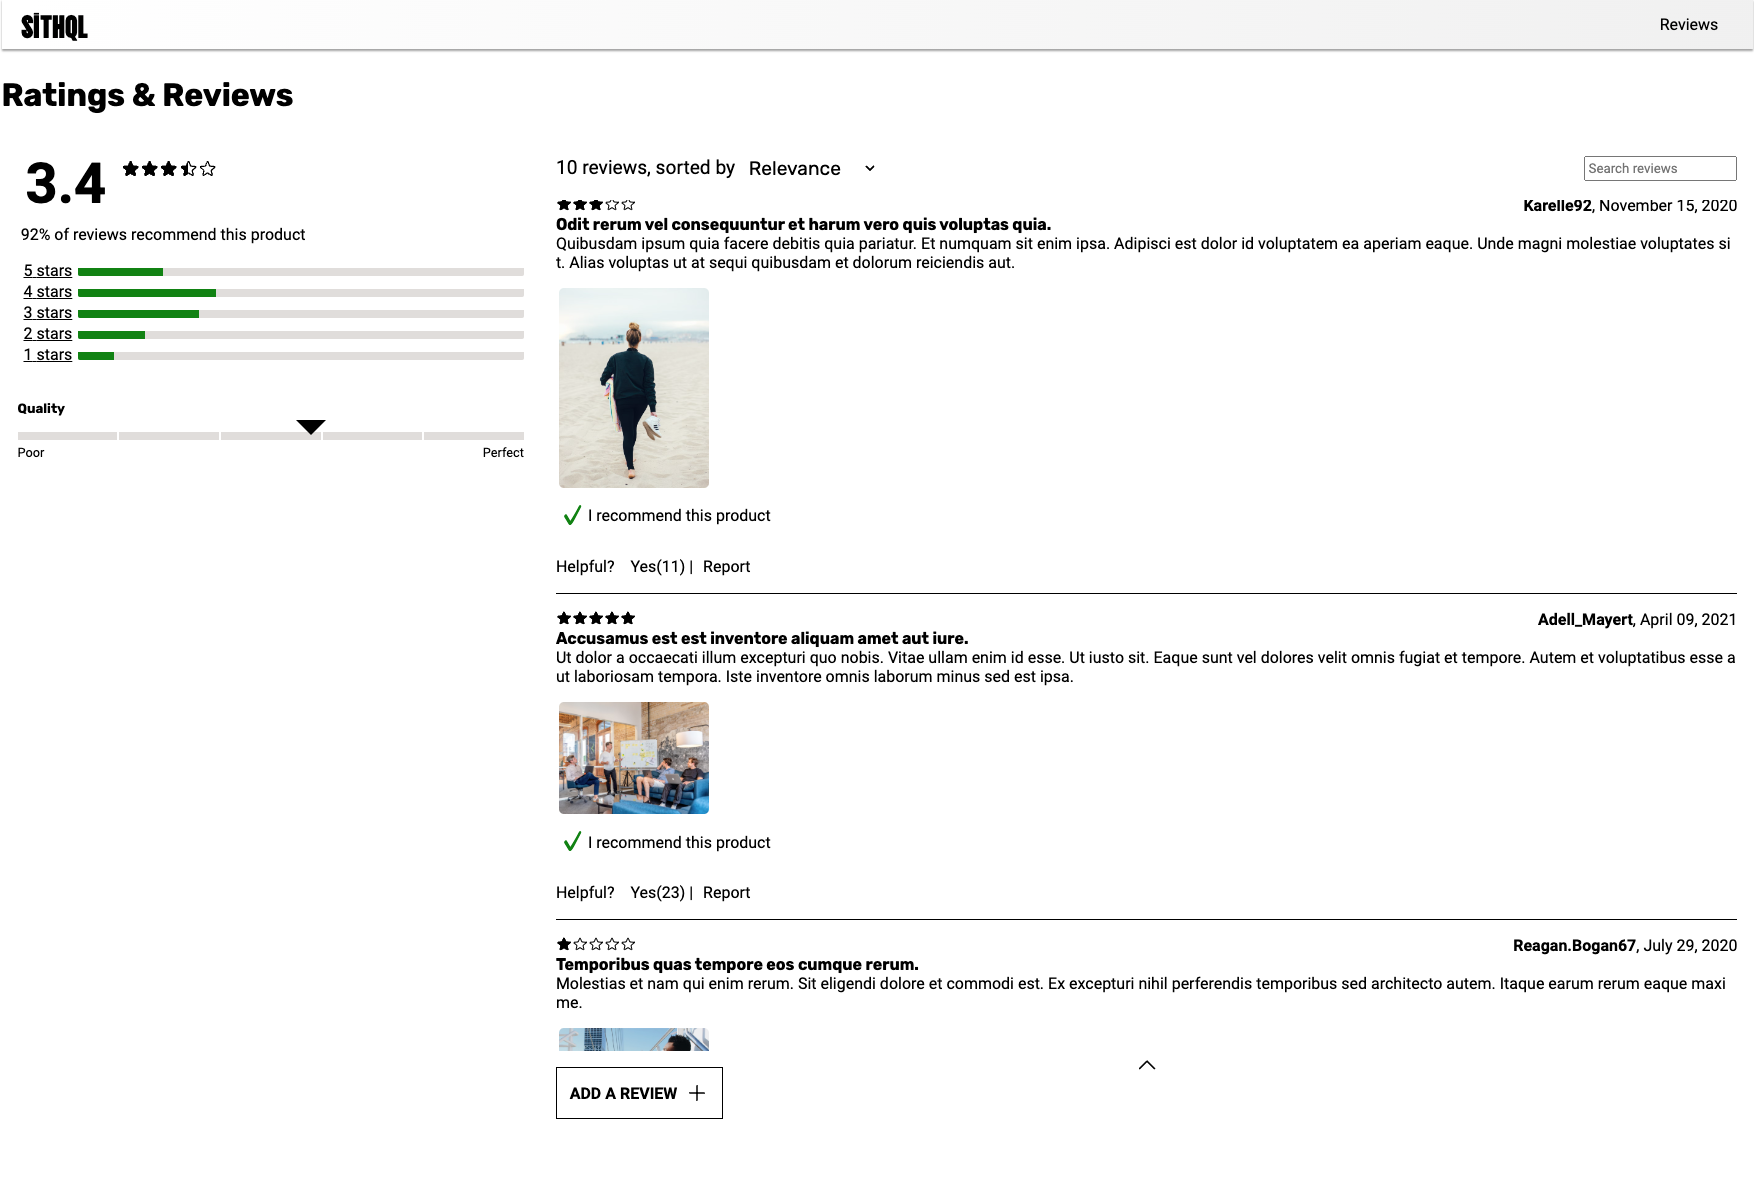 SİTHQL
Reviews
Ratings & Reviews
3.4
92% of reviews recommend this product
5 stars
4 stars
3 stars
2 stars
1 stars
Quality
Poor
Perfect
10 reviews, sorted by Relevance
Search reviews
Karelle92, November 15, 2020
Odit rerum vel consequuntur et harum vero quis voluptas quia.
Quibusdam ipsum quia facere debitis quia pariatur. Et numquam sit enim ipsa. Adipisci est dolor id voluptatem ea aperiam eaque. Unde magni molestiae voluptates si
t. Alias voluptas ut at sequi quibusdam et dolorum reiciendis aut.
I recommend this product
Helpful? Yes(11) | Report
Adell_Mayert, April 09, 2021
Accusamus est est inventore aliquam amet aut iure.
Ut dolor a occaecati illum excepturi quo nobis. Vitae ullam enim id esse. Ut iusto sit. Eaque sunt vel dolores velit omnis fugiat et tempore. Autem et voluptatibus esse a
ut laboriosam tempora. Iste inventore omnis laborum minus sed est ipsa.
I recommend this product
Helpful? Yes(23) | Report
Reagan.Bogan67, July 29, 2020
Temporibus quas tempore eos cumque rerum.
Molestias et nam qui enim rerum. Sit eligendi dolore et commodi est. Ex excepturi nihil perferendis temporibus sed architecto autem. Itaque earum rerum eaque maxi
me.
ADD A REVIEW